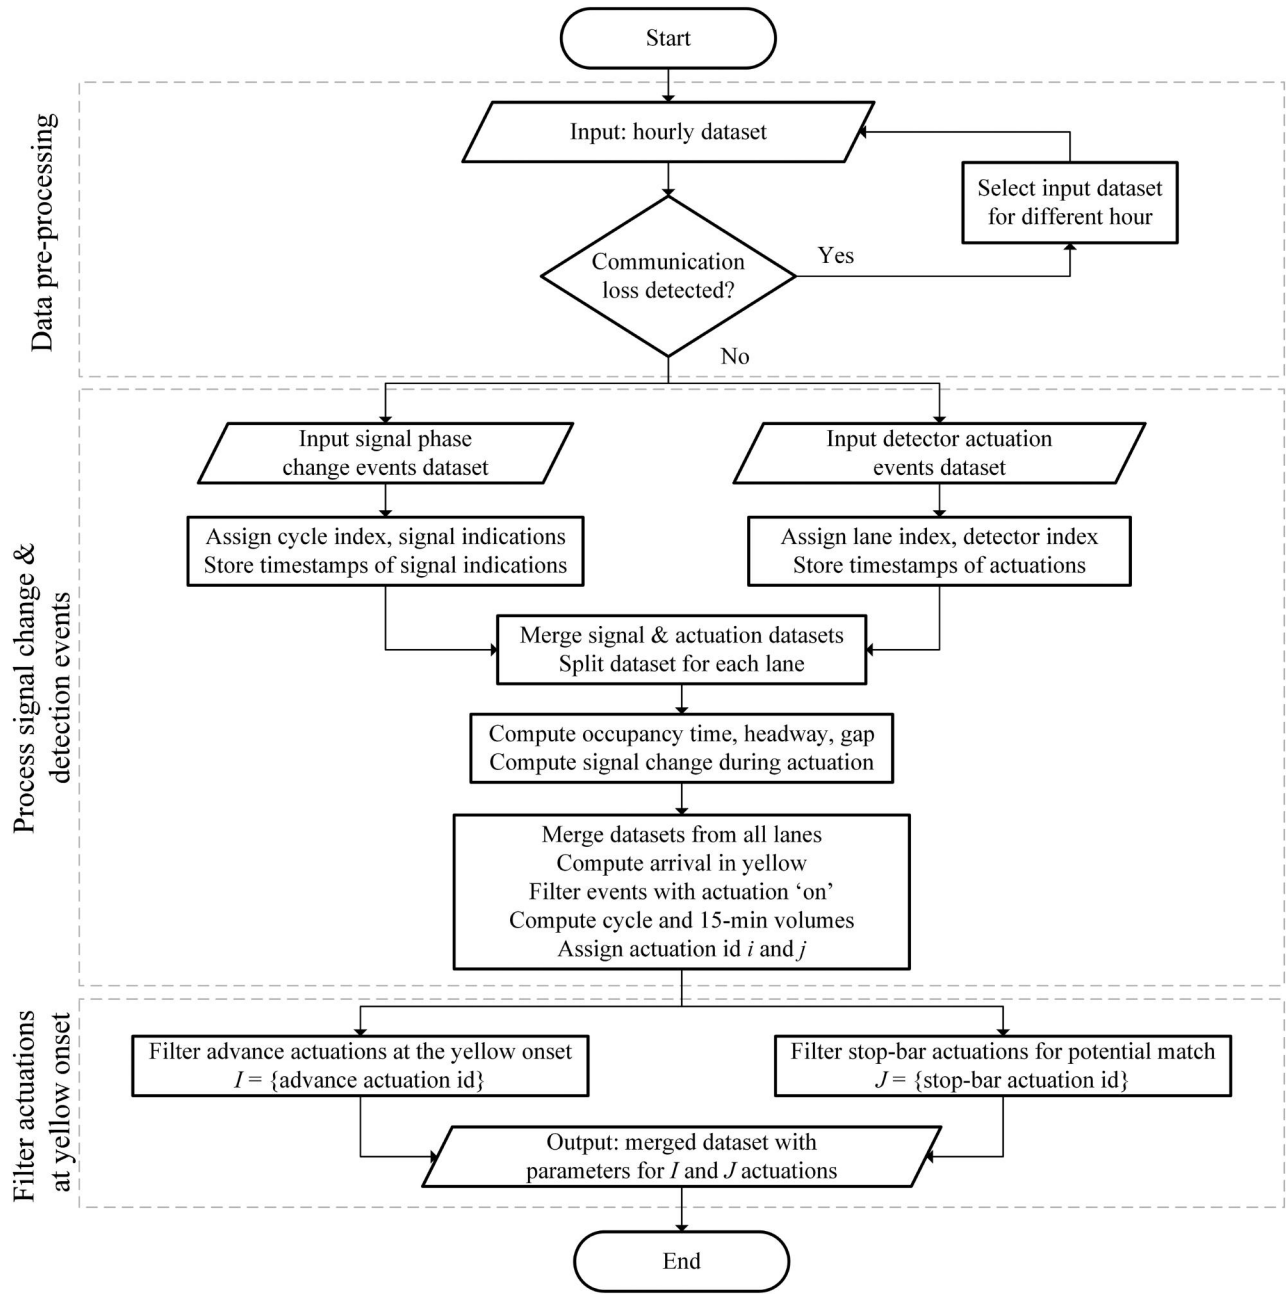 Start
Data pre-processing
Input: hourly dataset
Select input dataset
for different hour
Communication
loss detected?
Yes
No
Process signal change &
detection events
Input signal phase
change events dataset
Input detector actuation
events dataset
Assign cycle index, signal indications
Store timestamps of signal indications
Assign lane index, detector index
Store timestamps of actuations
Merge signal & actuation datasets
Split dataset for each lane
Compute occupancy time, headway, gap
Compute signal change during actuation
Merge datasets from all lanes
Compute arrival in yellow
Filter events with actuation ‘on’
Compute cycle and 15-min volumes
Assign actuation id i and j
Filter actuations
at yellow onset
Filter advance actuations at the yellow onset
I = {advance actuation id}
Filter stop-bar actuations for potential match
J = {stop-bar actuation id}
Output: merged dataset with
parameters for I and J actuations
End